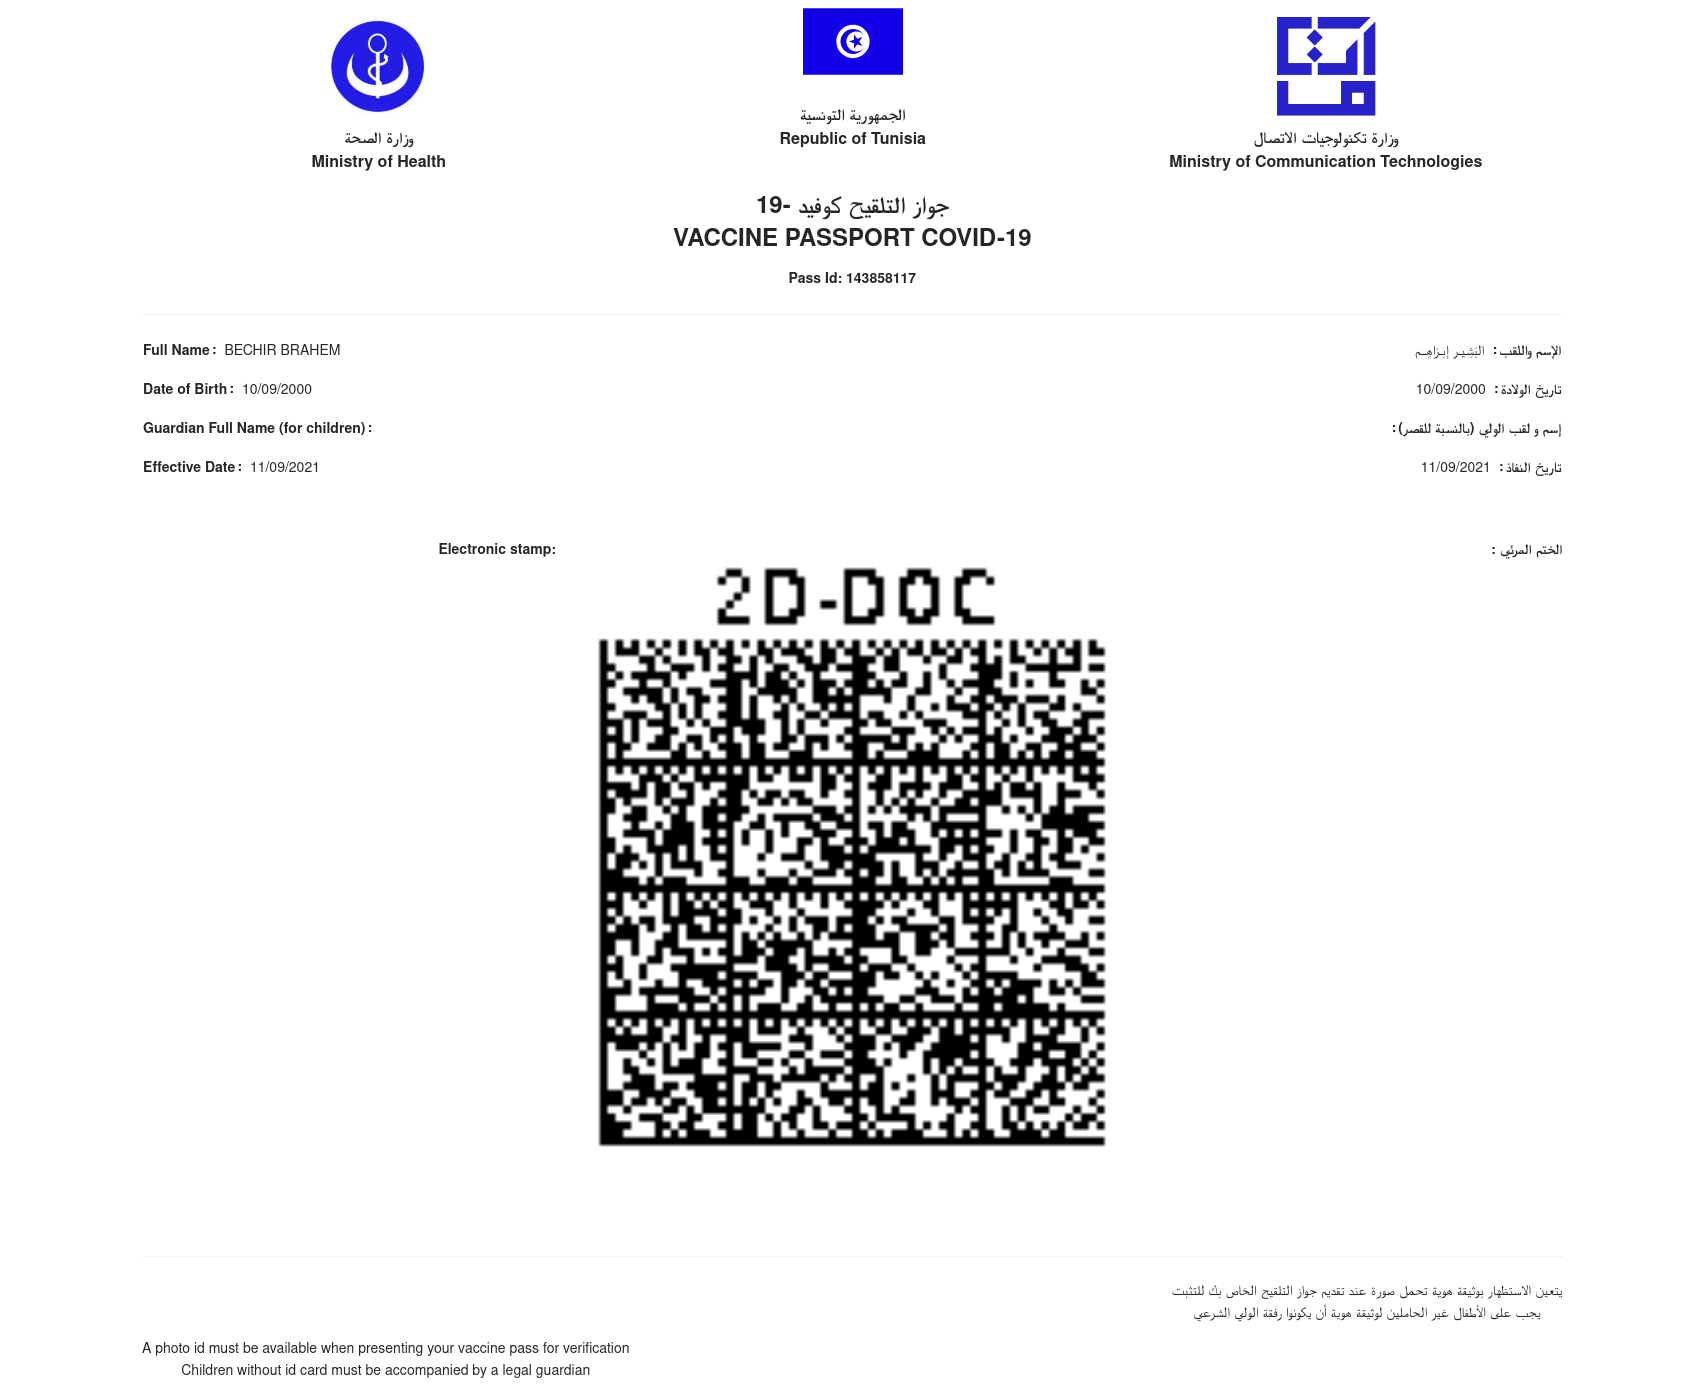 وزارة الصحة
Ministry of Health
الجمهورية التونسية
Republic of Tunisia
وزارة تكنولوجيات الاتصال
Ministry of Communication Technologies
جواز التلقيح كوفيد -19
VACCINE PASSPORT COVID-19
Pass Id: 143858117
Full Name : BECHIR BRAHEM
الإسم واللقب : البَشِيـر إبـرَاهِـم
Date of Birth : 10/09/2000
تاريخ الولادة : 10/09/2000
Guardian Full Name (for children) :
إسم و لقب الولي (بالنسبة للقصر) :
Effective Date : 11/09/2021
تاريخ النفاذ : 11/09/2021
Electronic stamp:
الختم المرئي :
2D-DOC
يتعين الاستظهار بوثيقة هوية تحمل صورة عند تقديم جواز التلقيح الخاص بك للتثبت
يجب على الأطفال غير الحاملين لوثيقة هوية أن يكونوا رفقة الولي الشرعي
A photo id must be available when presenting your vaccine pass for verification
Children without id card must be accompanied by a legal guardian